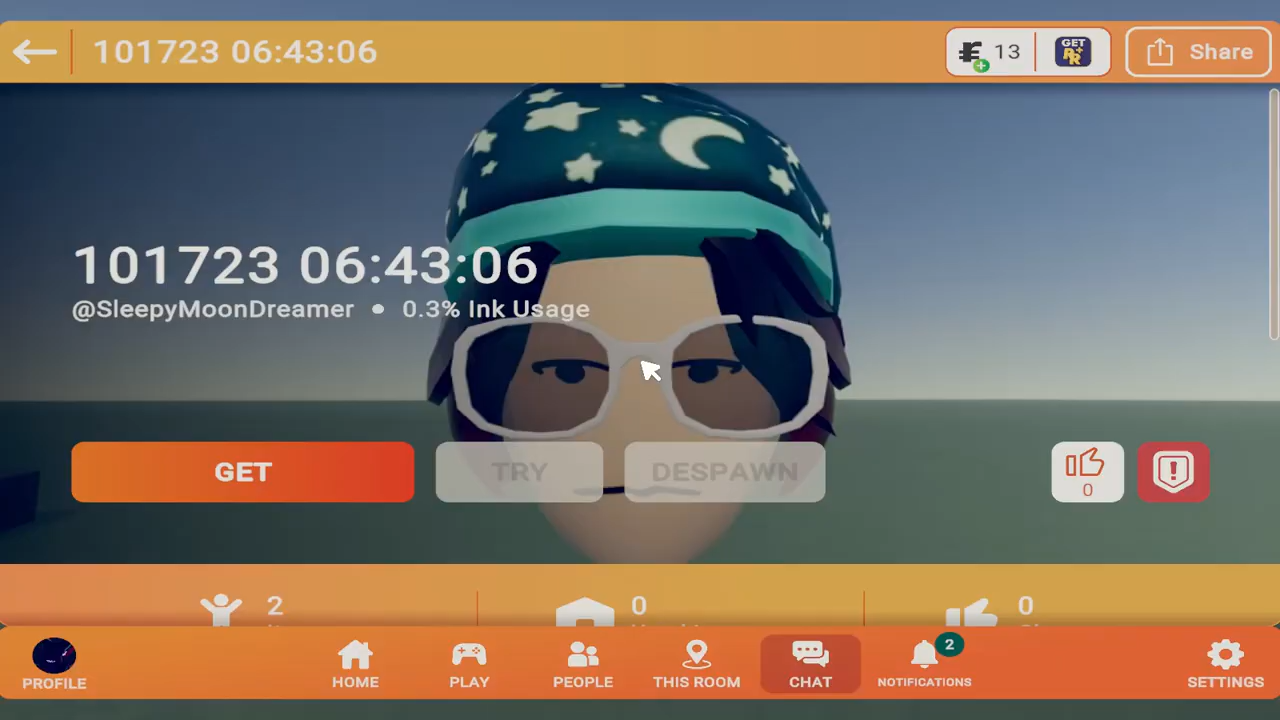 101723 06:43:06
13
GET
RR+
Share
101723 06:43:06
@SleepyMoonDreamer • 0.3% Ink Usage
GET
TRY
DESPAWN
0
2
0
0
PROFILE
HOME
PLAY
PEOPLE
THIS ROOM
CHAT
2
NOTIFICATIONS
SETTINGS